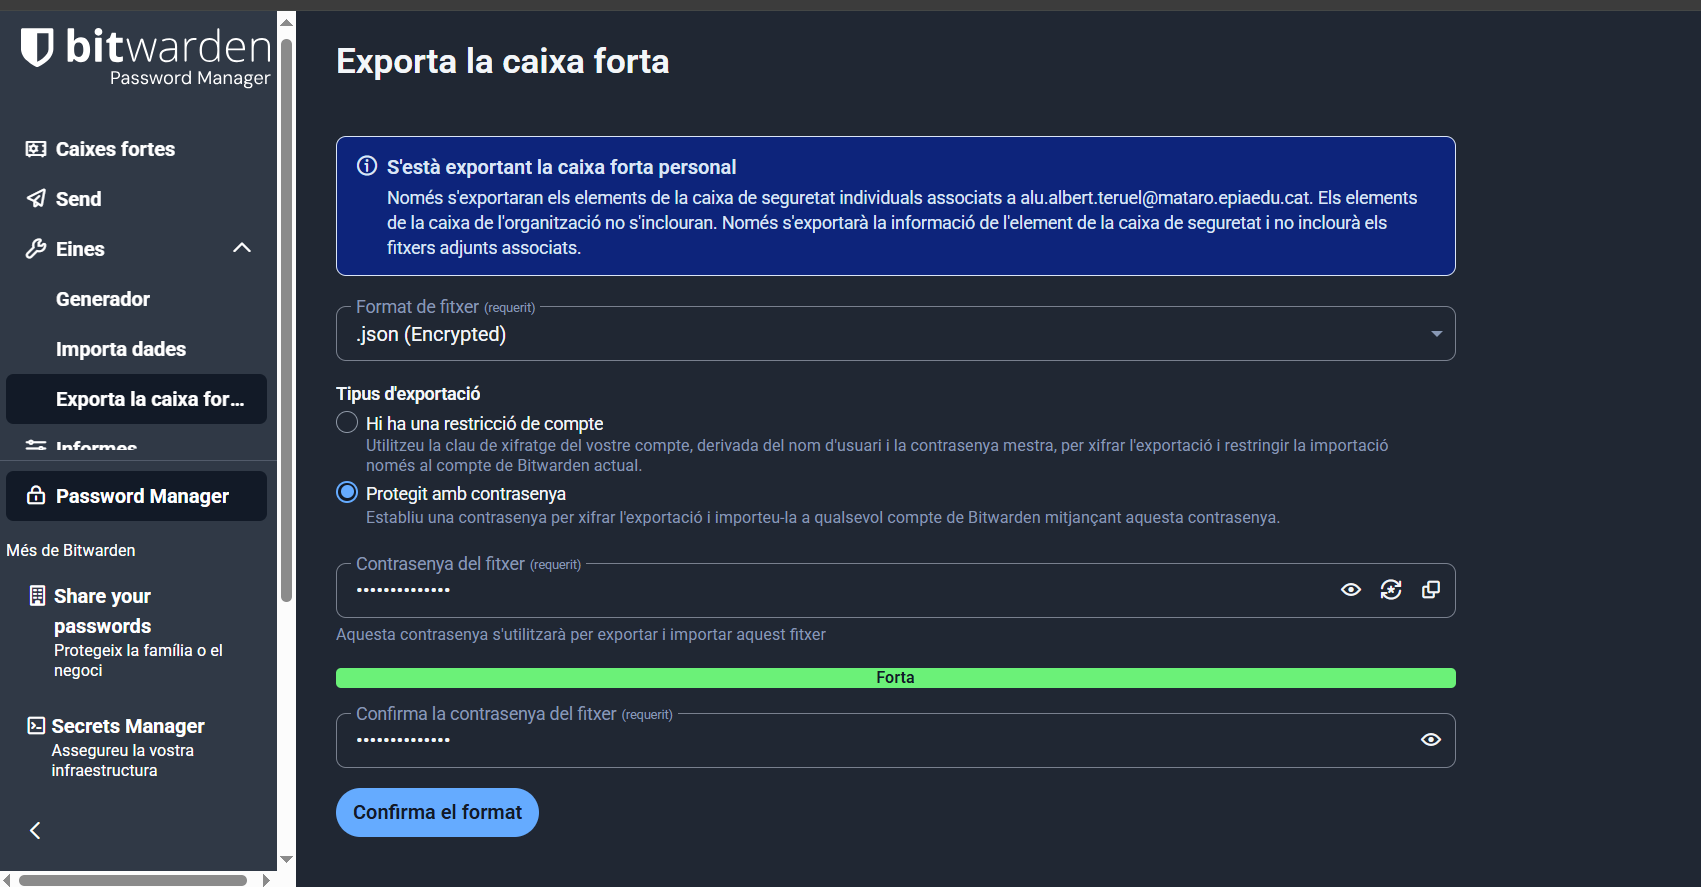 bitwarden
Password Manager
Caixes fortes
Send
Eines
Generador
Importa dades
Exporta la caixa for...
Informes
Password Manager
Més de Bitwarden
Share your
passwords
Protegeix la família o el
negoci
Secrets Manager
Assegureu la vostra
infraestructura
Exporta la caixa forta
S'està exportant la caixa forta personal
Només s'exportaran els elements de la caixa de seguretat individuals associats a alu.albert.teruel@mataro.epiaedu.cat. Els elements
de la caixa de l'organització no s'inclouran. Només s'exportarà la informació de l'element de la caixa de seguretat i no inclourà els
fitxers adjunts associats.
Format de fitxer (requerit)
.json (Encrypted)
Tipus d'exportació
Hi ha una restricció de compte
Utilitzeu la clau de xifratge del vostre compte, derivada del nom d'usuari i la contrasenya mestra, per xifrar l'exportació i restringir la importació
només al compte de Bitwarden actual.
Protegit amb contrasenya
Establiu una contrasenya per xifrar l'exportació i importeu-la a qualsevol compte de Bitwarden mitjançant aquesta contrasenya.
Contrasenya del fitxer (requerit)
••••••••••••••
Aquesta contrasenya s'utilitzarà per exportar i importar aquest fitxer
Forta
Confirma la contrasenya del fitxer (requerit)
••••••••••••••
Confirma el format